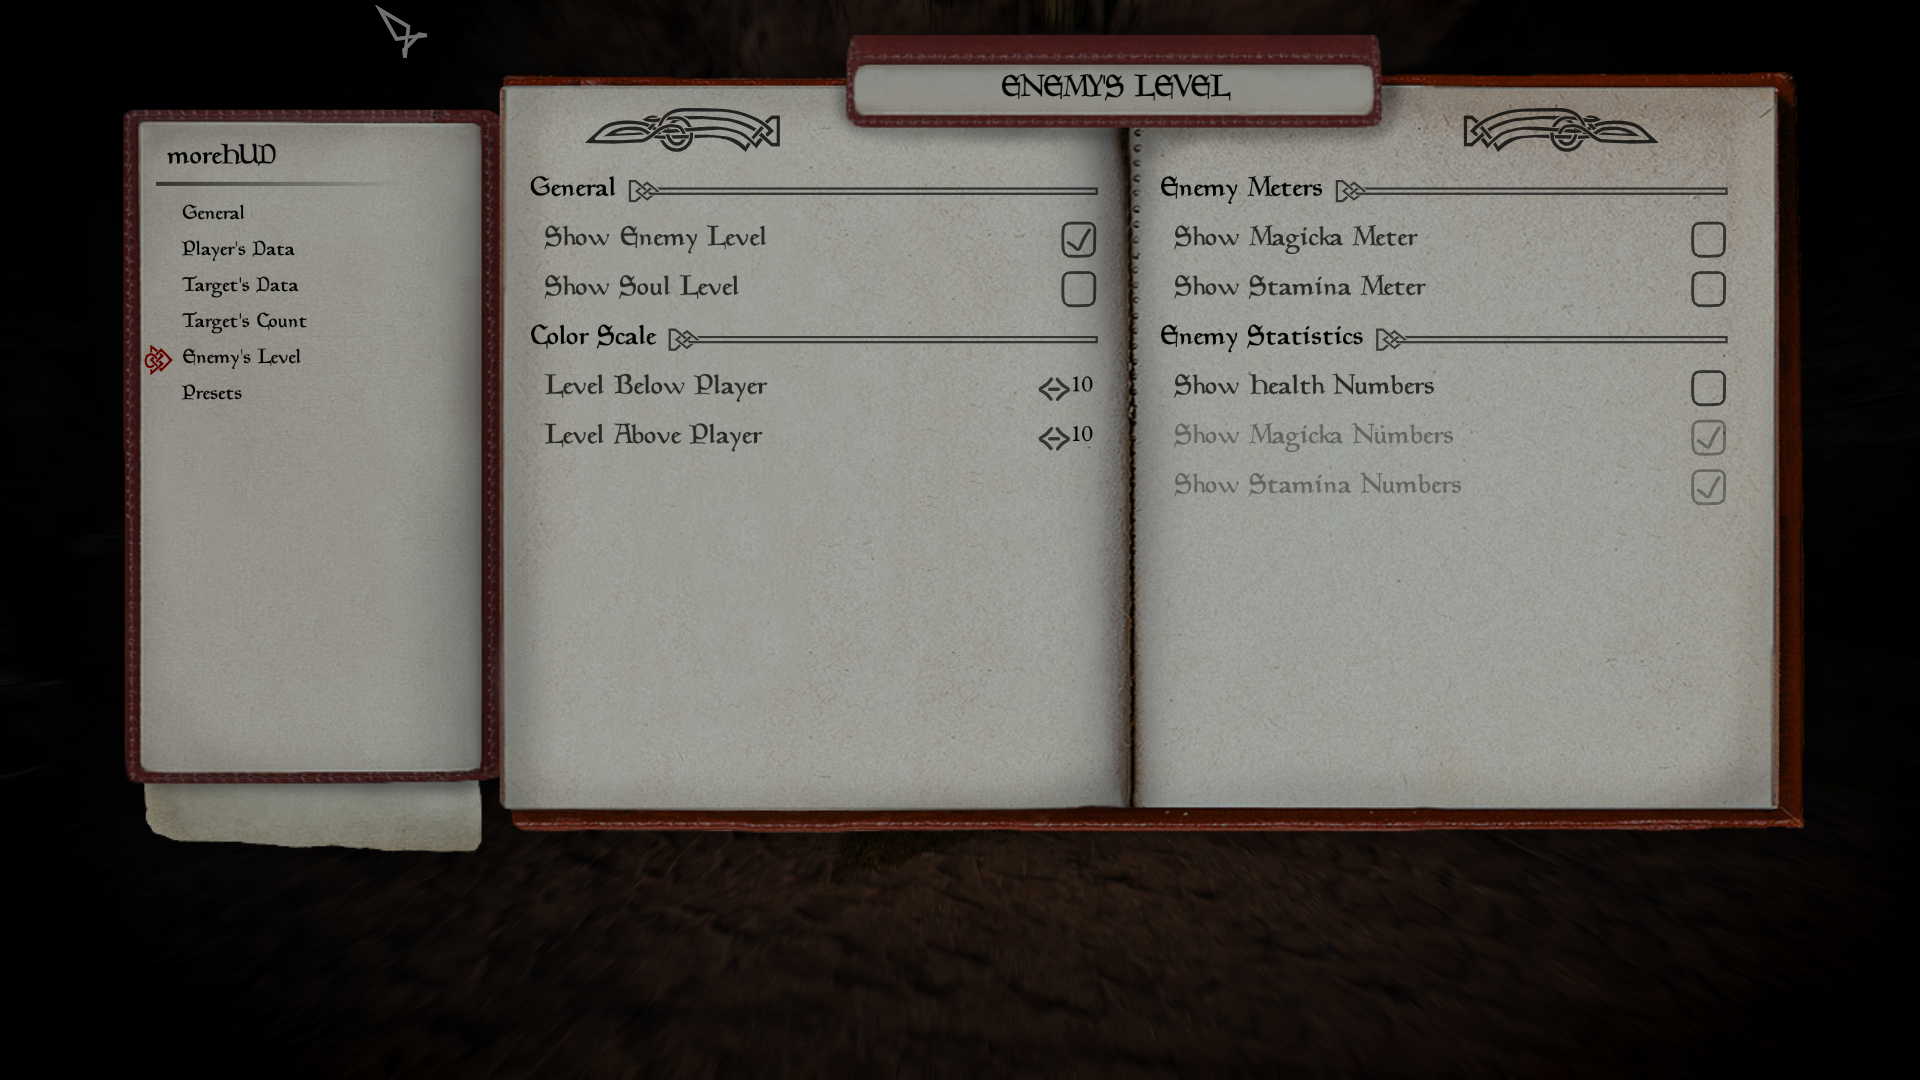 ENEMY'S LEVEL
moreHUD
General
Player's Data
Target's Data
Target's Count
Enemy's Level
Presets
General
Show Enemy Level
Show Soul Level
Color Scale
Level Below Player 10
Level Above Player 10
Enemy Meters
Show Magicka Meter
Show Stamina Meter
Enemy Statistics
Show Health Numbers
Show Magicka Numbers
Show Stamina Numbers